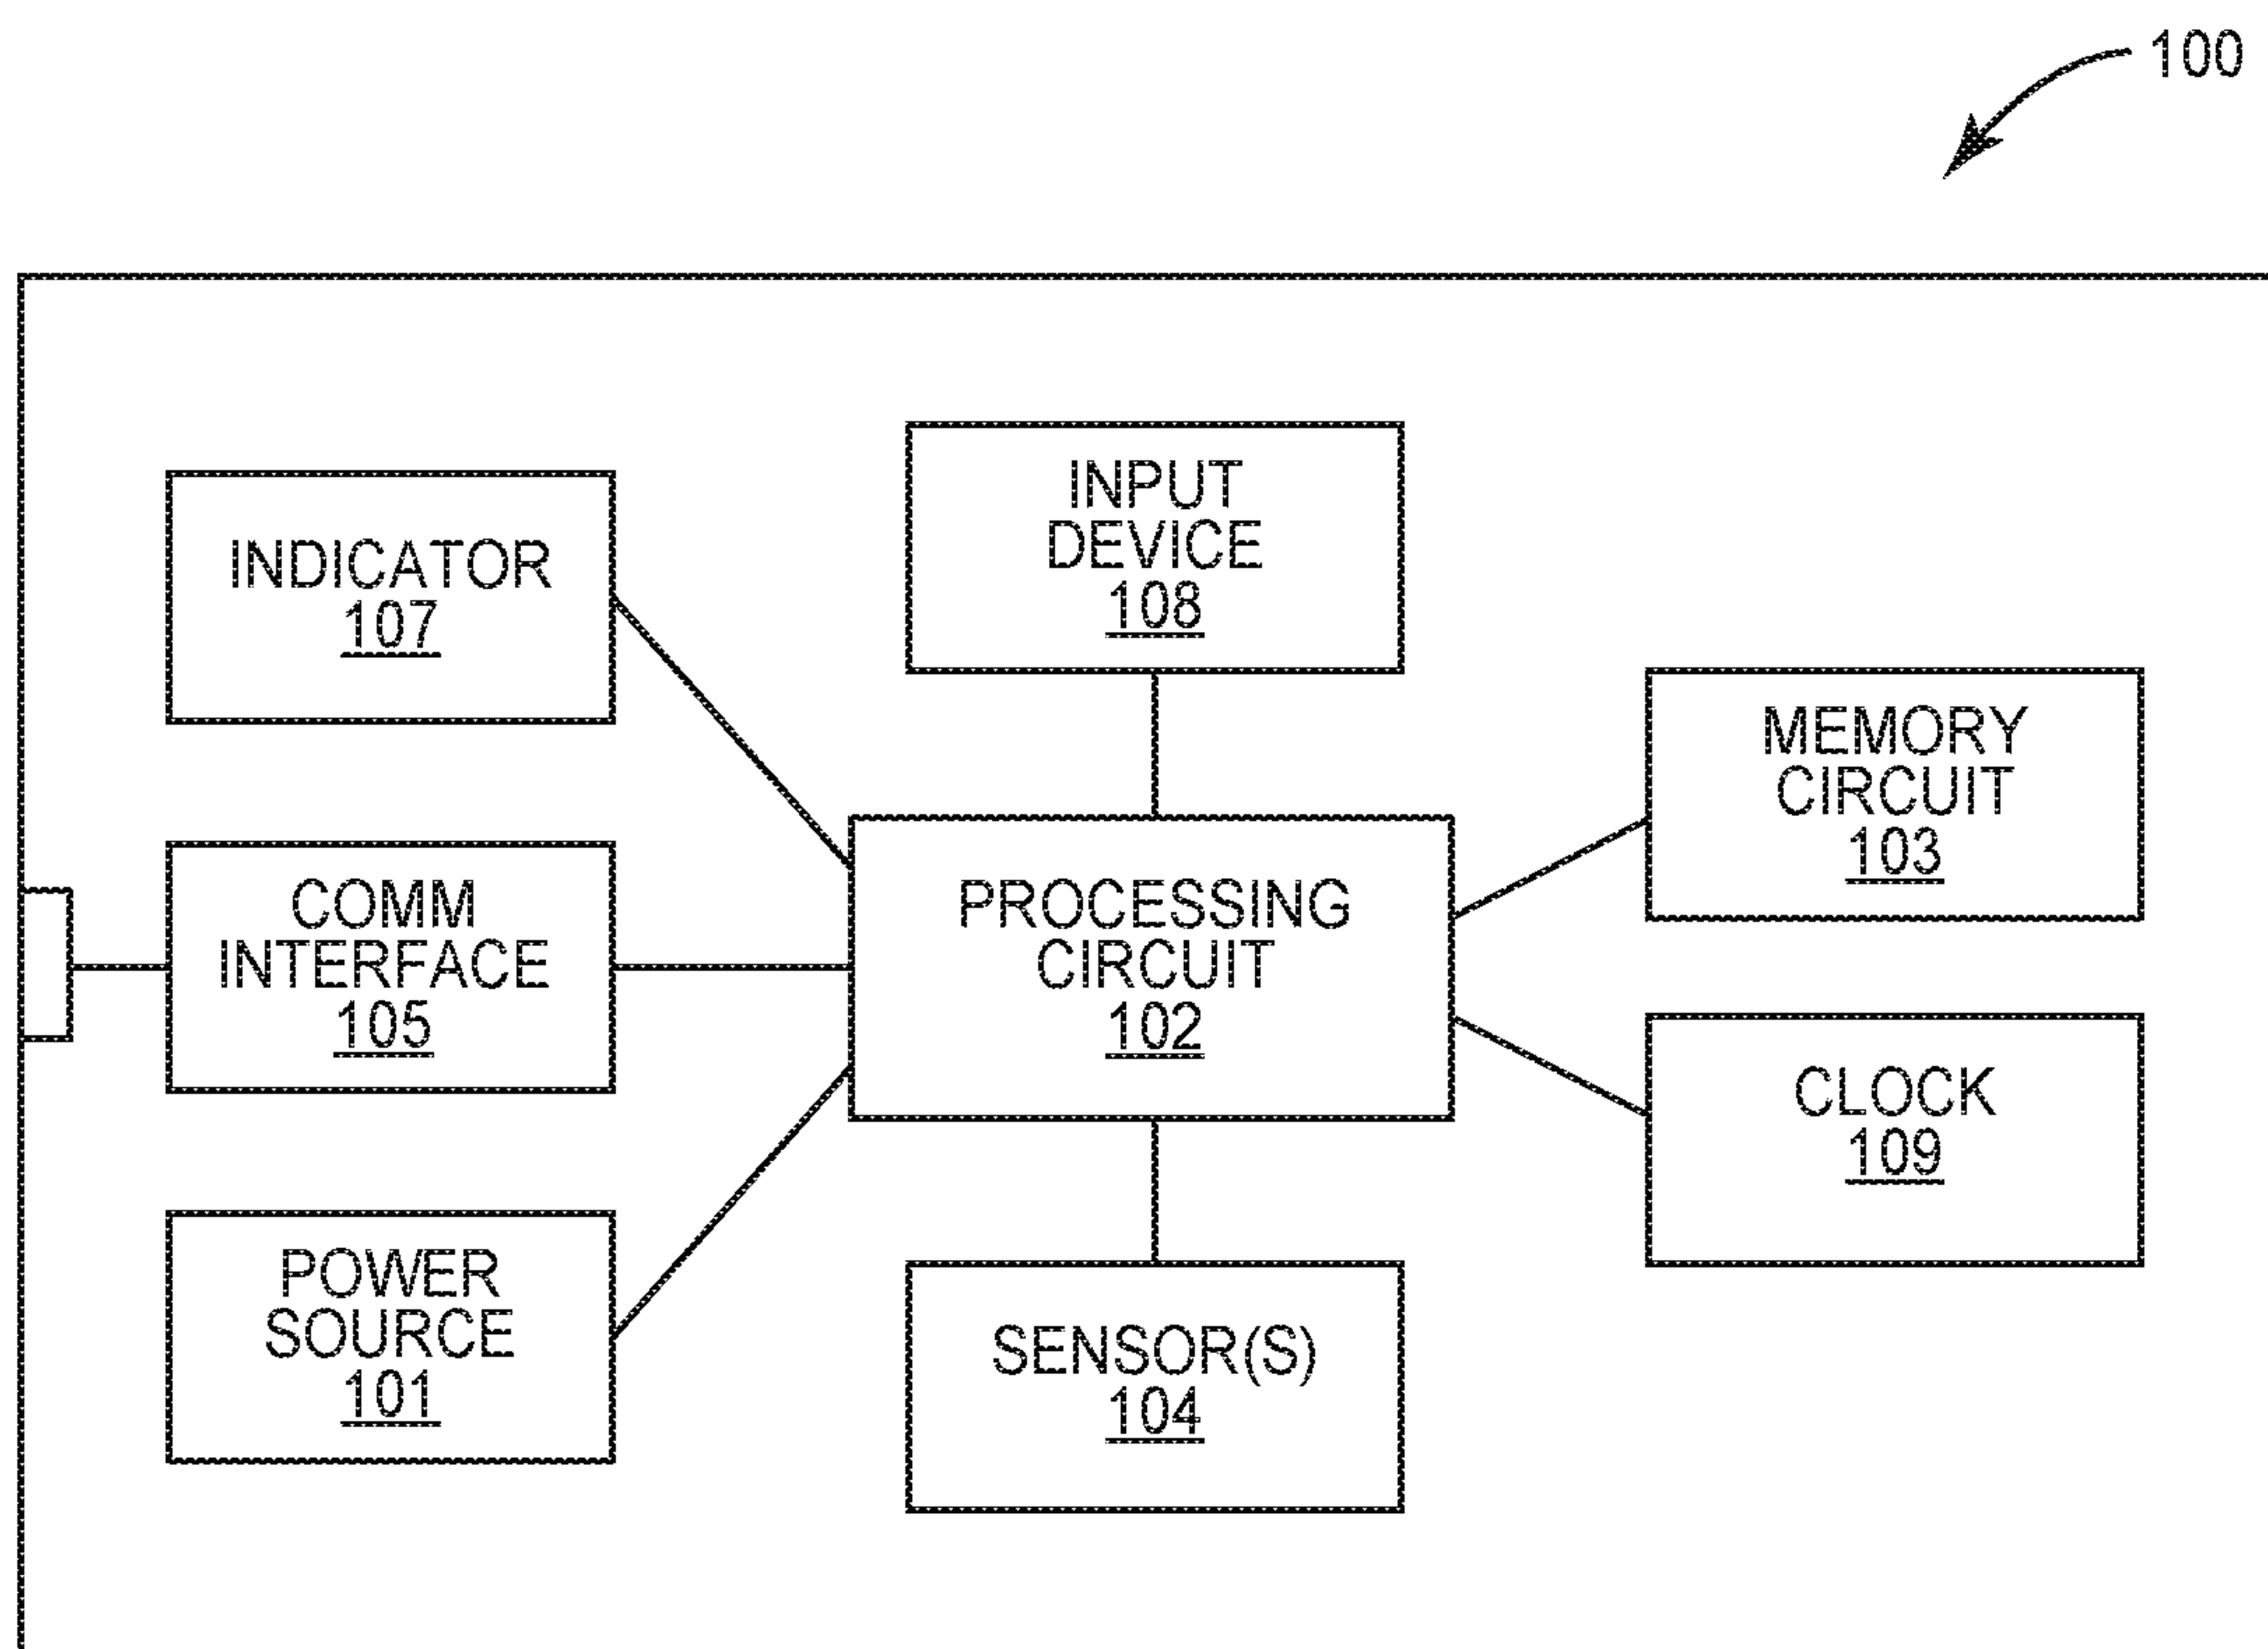 100
INDICATOR
107
INPUT
DEVICE
108
MEMORY
CIRCUIT
103
COMM
INTERFACE
105
PROCESSING
CIRCUIT
102
CLOCK
109
POWER
SOURCE
101
SENSOR(S)
104